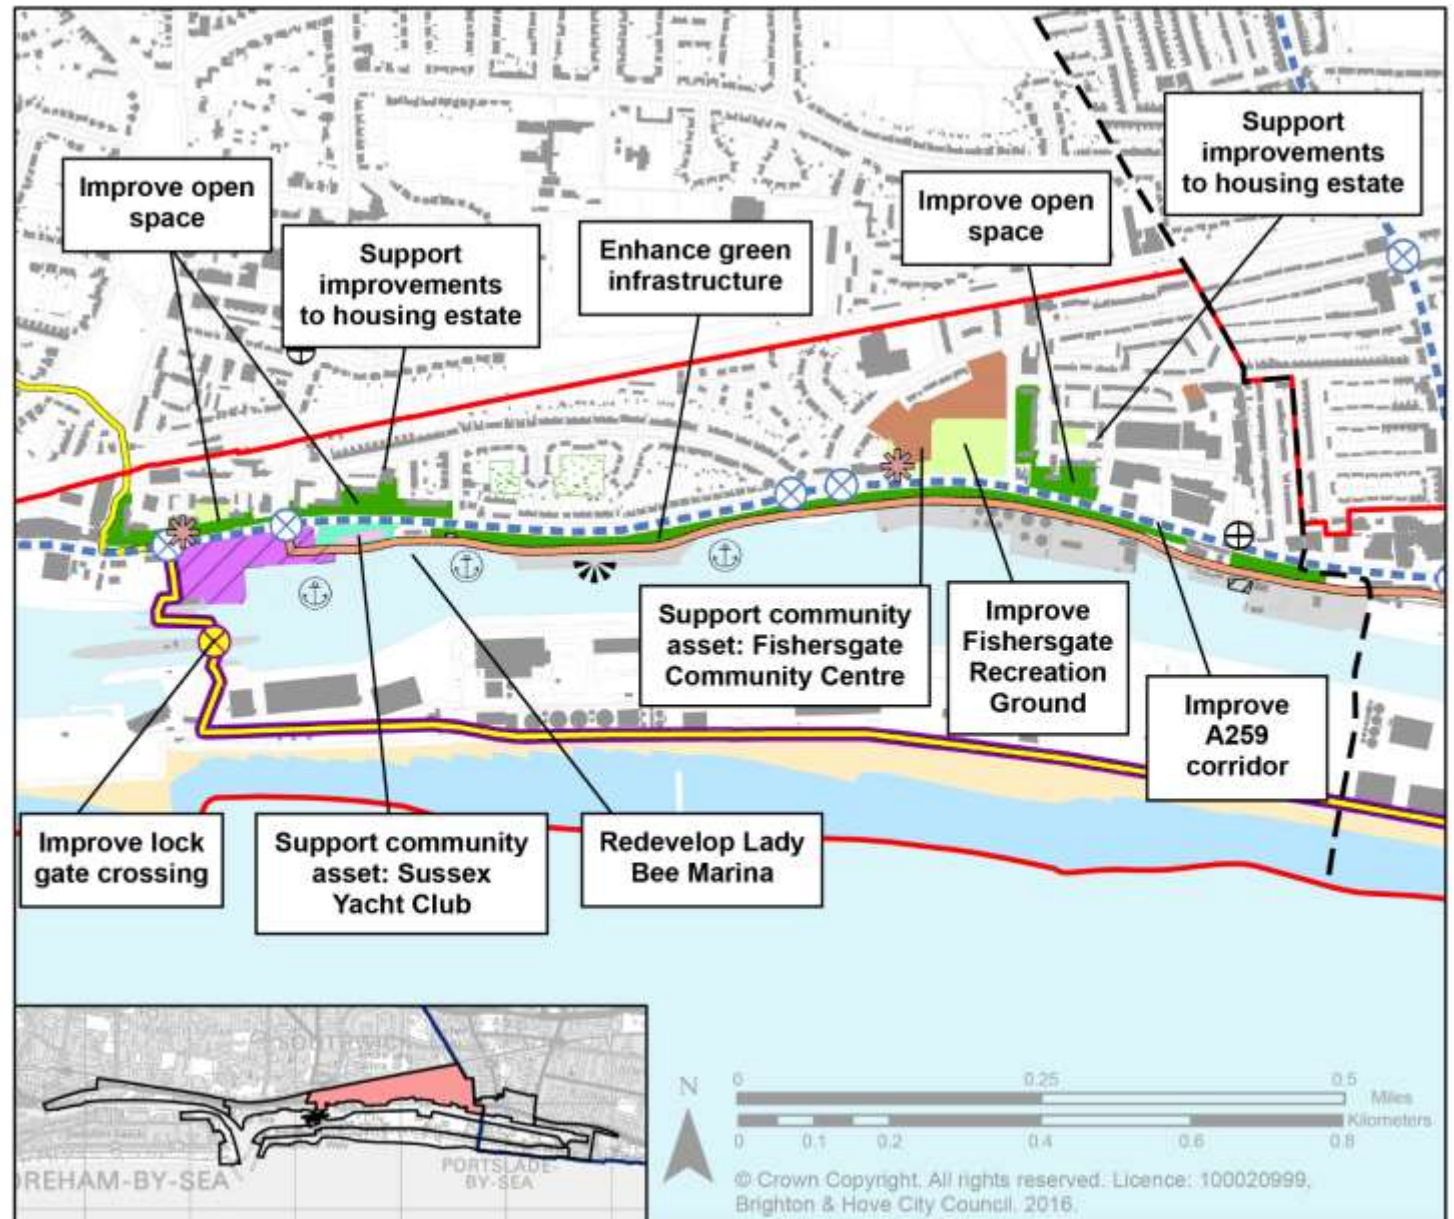 Support
improvements
to housing estate
Improve open
space
Improve open
space
Support
improvements
to housing estate
Enhance green
infrastructure
Support community
asset: Fishersgate
Community Centre
Improve
Fishersgate
Recreation
Ground
Improve
A259
corridor
Improve lock
gate crossing
Support community
asset: Sussex
Yacht Club
Redevelop Lady
Bee Marina
SOUTHWICK
OREHAM-BY-SEA
PORTSLADE-
BY-SEA
N
0 0.25 0.5
Miles
Kilometers
0 0.1 0.2 0.4 0.6 0.8
© Crown Copyright. All rights reserved. Licence: 100020999,
Brighton & Hove City Council. 2016.